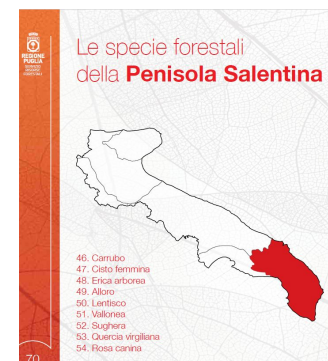 REGIONE
PUGLIA
Le specie forestali
della Penisola Salentina
46. Carrubo
47. Cisto femmina
48. Erica arborea
49. Alloro
50. Lentisco
51. Vallonea
52. Sughera
53. Quercia virgiliana
54. Rosa canina
70